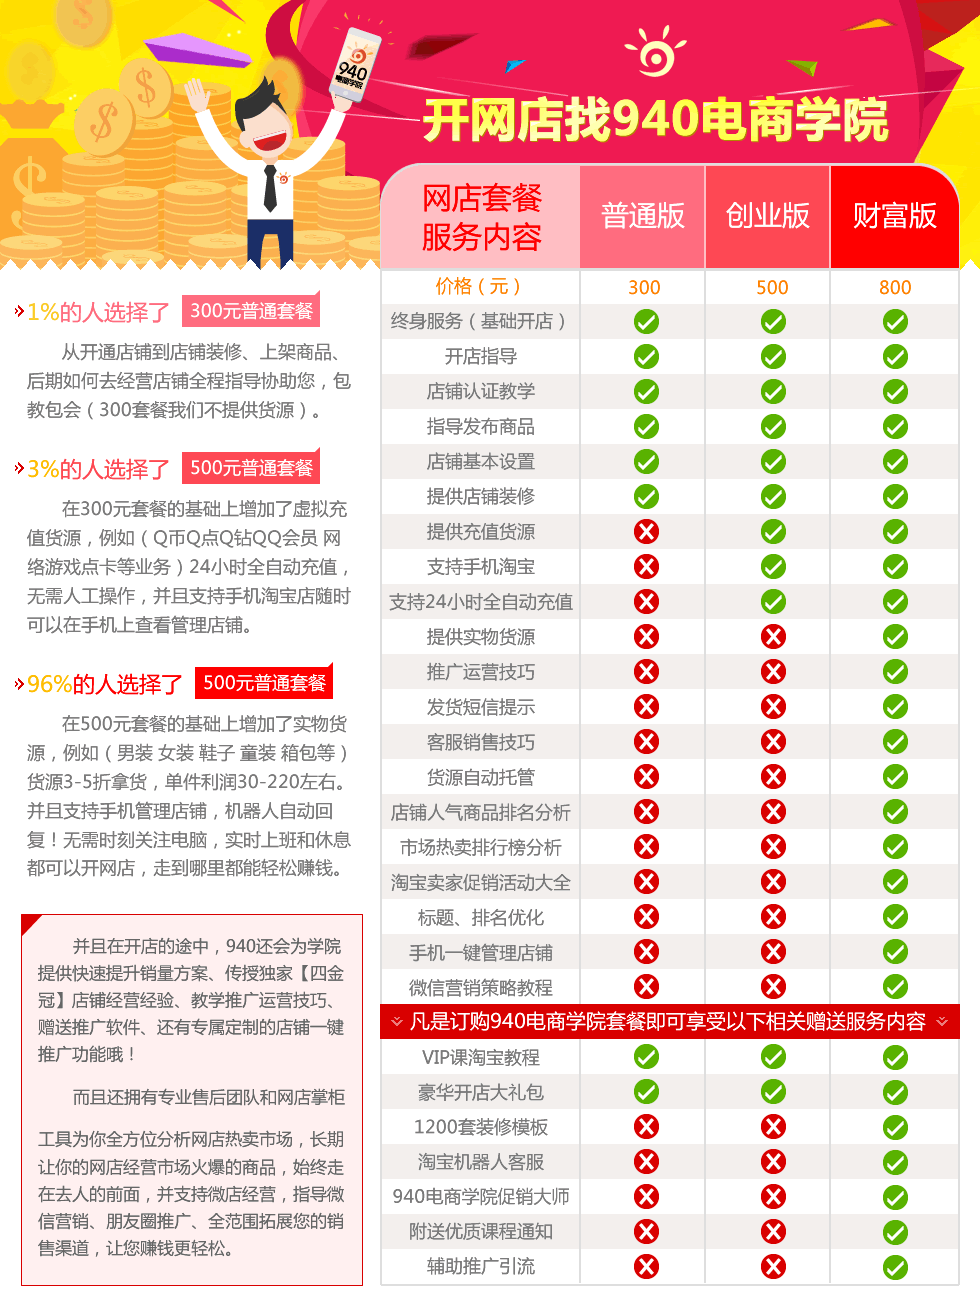 940
电商学院
开网店找940电商学院
网店套餐
服务内容
普通版
创业版
财富版
价格（元） 300 500 800
终身服务（基础开店）
开店指导
店铺认证教学
指导发布商品
店铺基本设置
提供店铺装修
提供充值货源
支持手机淘宝
支持24小时全自动充值
提供实物货源
推广运营技巧
发货短信提示
客服销售技巧
货源自动托管
店铺人气商品排名分析
市场热卖排行榜分析
淘宝卖家促销活动大全
标题、排名优化
手机一键管理店铺
微信营销策略教程
凡是订购940电商学院套餐即可享受以下相关赠送服务内容
VIP课淘宝教程
豪华开店大礼包
1200套装修模板
淘宝机器人客服
940电商学院促销大师
附送优质课程通知
辅助推广引流
1%的人选择了 300元普通套餐
从开通店铺到店铺装修、上架商品、
后期如何去经营店铺全程指导协助您，包
教包会（300套餐我们不提供货源）。
3%的人选择了 500元普通套餐
在300元套餐的基础上增加了虚拟充
值货源，例如（Q币Q点Q钻QQ会员 网
络游戏点卡等业务）24小时全自动充值，
无需人工操作，并且支持手机淘宝店随时
可以在手机上查看管理店铺。
96%的人选择了 500元普通套餐
在500元套餐的基础上增加了实物货
源，例如（男装 女装 鞋子 童装 箱包等）
货源3-5折拿货，单件利润30-220左右。
并且支持手机管理店铺，机器人自动回
复！无需时刻关注电脑，实时上班和休息
都可以开网店，走到哪里都能轻松赚钱。
并且在开店的途中，940还会为学院
提供快速提升销量方案、传授独家【四金
冠】店铺经营经验、教学推广运营技巧、
赠送推广软件、还有专属定制的店铺一键
推广功能哦！
而且还拥有专业售后团队和网店掌柜
工具为你全方位分析网店热卖市场，长期
让你的网店经营市场火爆的商品，始终走
在去人的前面，并支持微店经营，指导微
信营销、朋友圈推广、全范围拓展您的销
售渠道，让您赚钱更轻松。